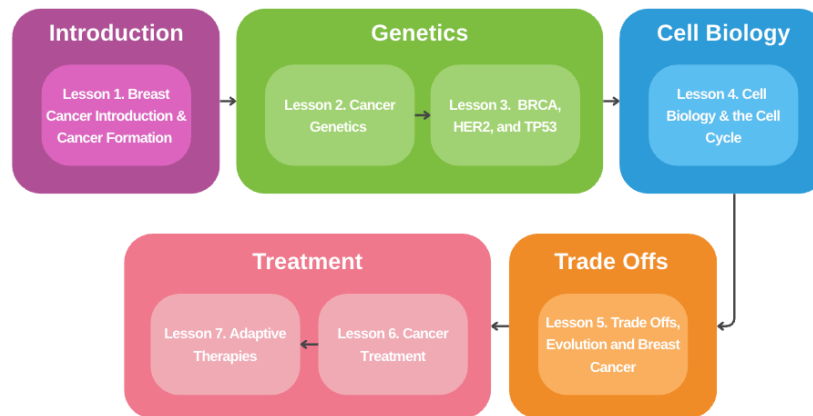 Introduction
Lesson 1. Breast
Cancer Introduction &
Cancer Formation
Genetics
Lesson 2. Cancer
Genetics
Lesson 3. BRCA,
HER2, and TP53
Cell Biology
Lesson 4. Cell
Biology & the Cell
Cycle
Trade Offs
Lesson 5. Trade Offs,
Evolution and Breast
Cancer
Treatment
Lesson 6. Cancer
Treatment
Lesson 7. Adaptive
Therapies